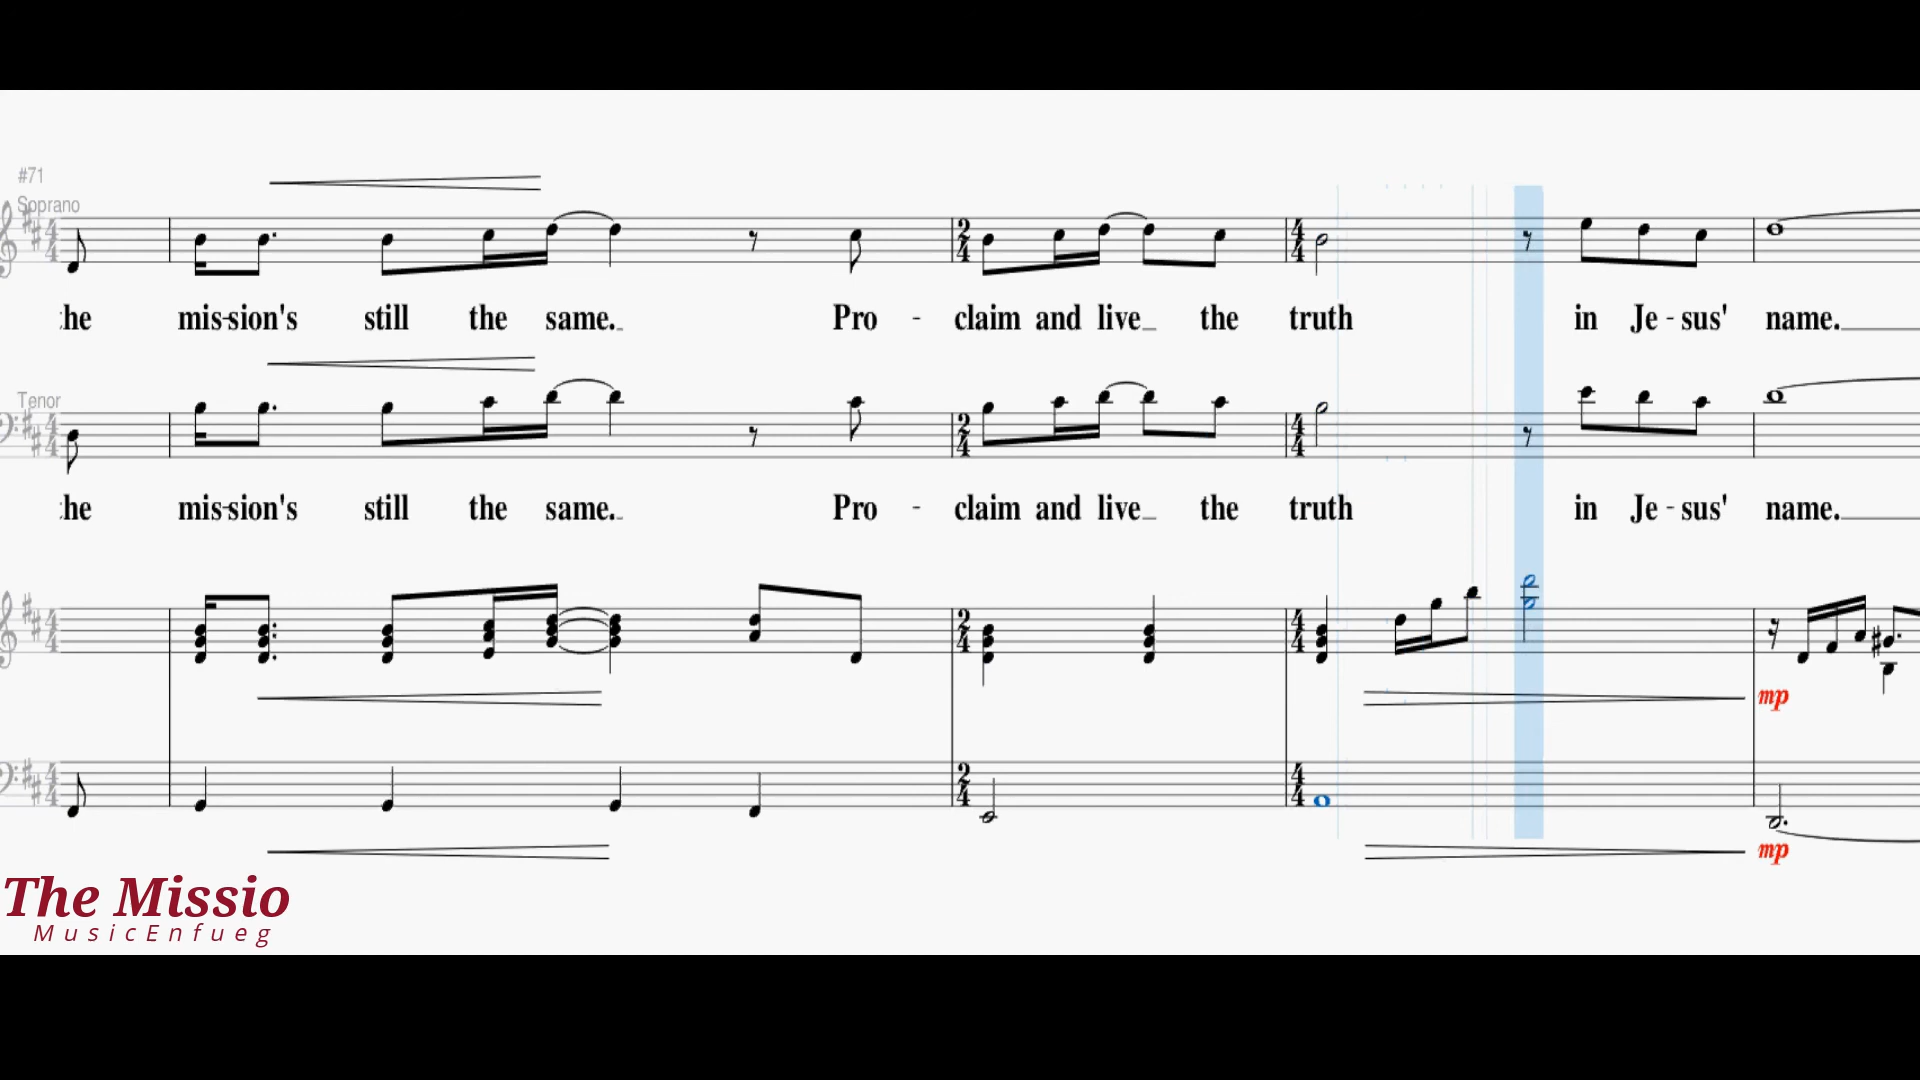 #71
Soprano
he mis-sion's still the same._ Pro - claim and live_ the truth in Je - sus' name.
Tenor
he mis-sion's still the same._ Pro - claim and live_ the truth in Je - sus' name.
mp
mp
The Missio
MusicEnfueg